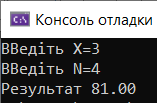 Консоль отладки
ВВедіть X=3
ВВедіть N=4
Результат 81.00